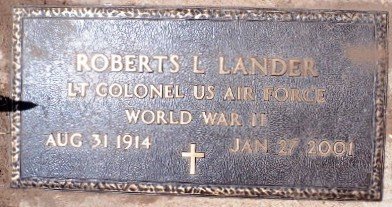 ROBERTS L LANDER
LT COLONEL US AIR FORCE
WORLD WAR II
AUG 31 1914 JAN 27 2001